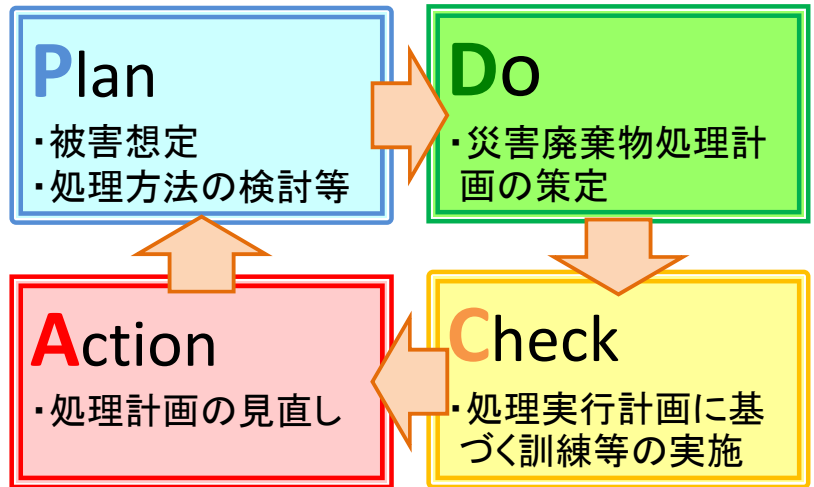 Plan
・被害想定
・処理方法の検討等
Do
・災害廃棄物処理計
画の策定
Action
・処理計画の見直し
Check
・処理実行計画に基
づく訓練等の実施